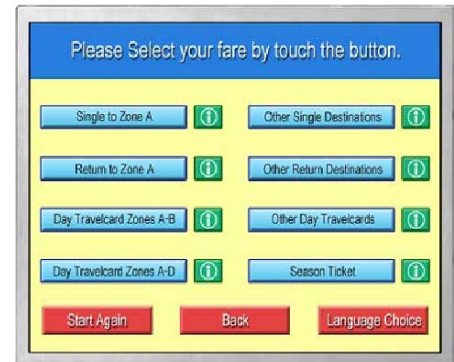 Please Select your fare by touch the button.
Single to Zone A
Other Single Destinations
Return to Zone A
Other Return Destinations
Day Travelcard Zones A-B
Other Day Travelcards
Day Travelcard Zones A-D
Season Ticket
Start Again
Back
Language Choice